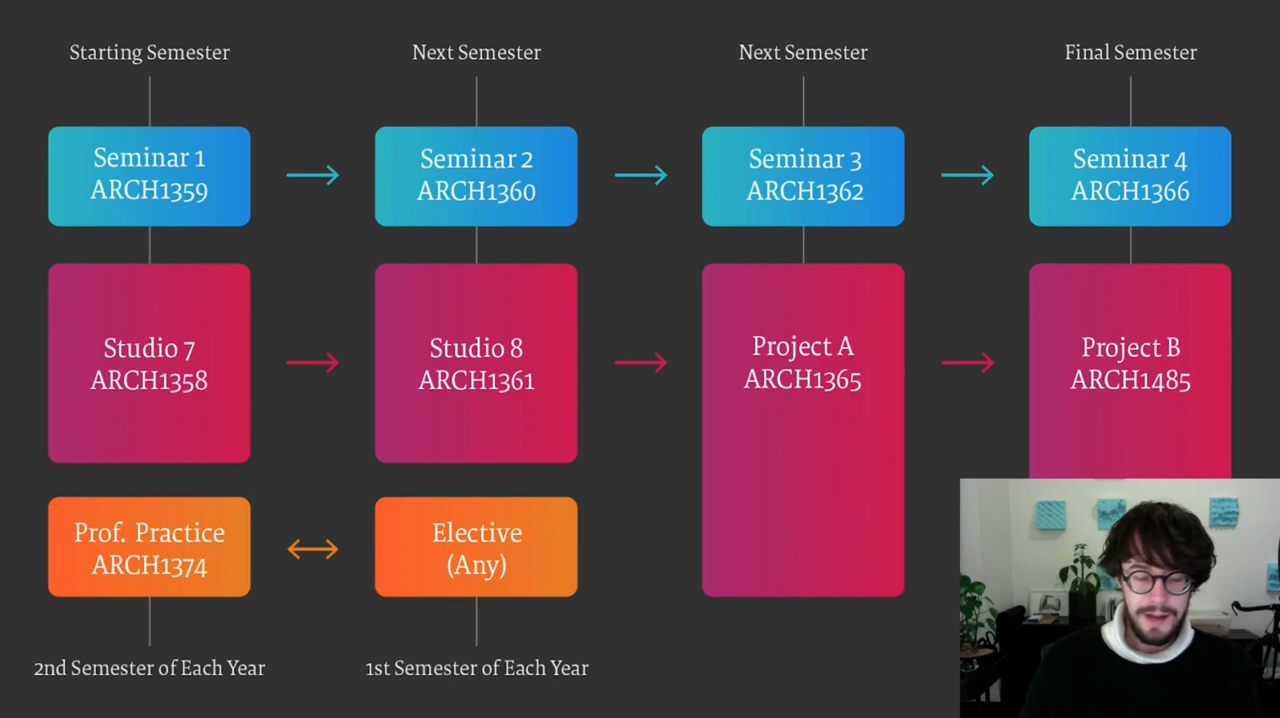 Starting Semester
Next Semester
Next Semester
Final Semester
Seminar 1
ARCH1359
Seminar 2
ARCH1360
Seminar 3
ARCH1362
Seminar 4
ARCH1366
Studio 7
ARCH1358
Studio 8
ARCH1361
Project A
ARCH1365
Project B
ARCH1485
Prof. Practice
ARCH1374
Elective
(Any)
2nd Semester of Each Year
1st Semester of Each Year